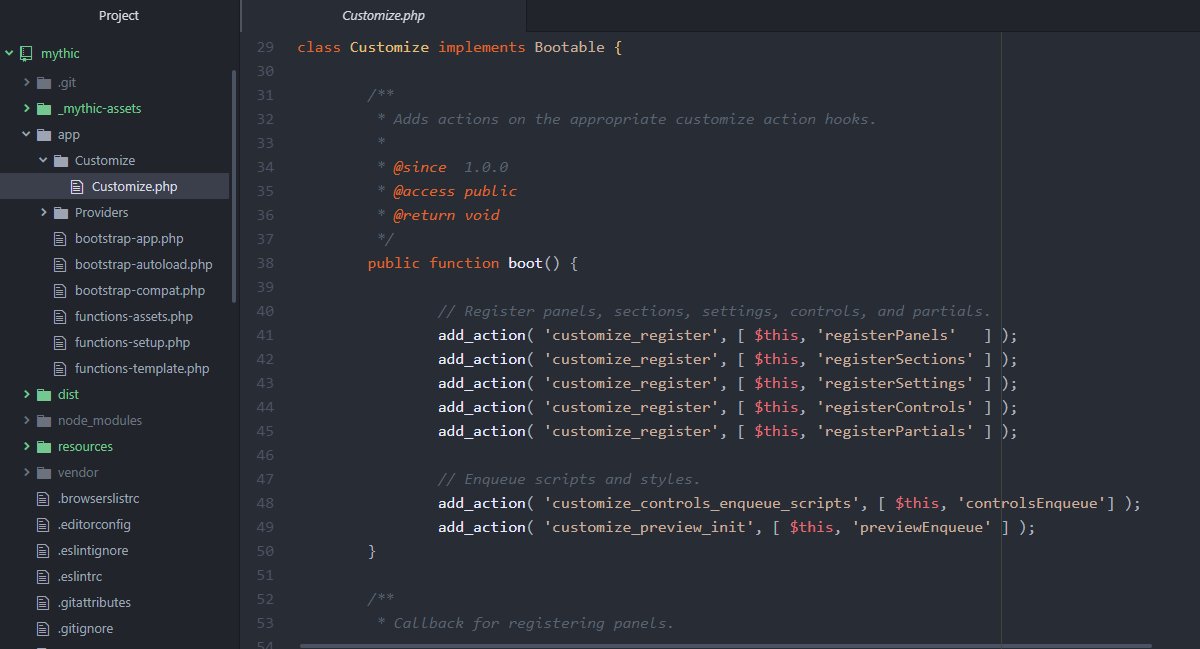 Project
mythic
.git
_mythic-assets
app
Customize
Customize.php
Providers
bootstrap-app.php
bootstrap-autoload.php
bootstrap-compat.php
functions-assets.php
functions-setup.php
functions-template.php
dist
node_modules
resources
vendor
.browserslistrc
.editorconfig
.eslintignore
.eslintrc
.gitattributes
.gitignore
Customize.php
29 class Customize implements Bootable {
30
31 /**
32 * Adds actions on the appropriate customize action hooks.
33 *
34 * @since  1.0.0
35 * @access public
36 * @return void
37 */
38 public function boot() {
39
40 // Register panels, sections, settings, controls, and partials.
41 add_action( 'customize_register', [ $this, 'registerPanels'   ] );
42 add_action( 'customize_register', [ $this, 'registerSections' ] );
43 add_action( 'customize_register', [ $this, 'registerSettings' ] );
44 add_action( 'customize_register', [ $this, 'registerControls' ] );
45 add_action( 'customize_register', [ $this, 'registerPartials' ] );
46
47 // Enqueue scripts and styles.
48 add_action( 'customize_controls_enqueue_scripts', [ $this, 'controlsEnqueue'] );
49 add_action( 'customize_preview_init', [ $this, 'previewEnqueue' ] );
50 }
51
52 /**
53 * Callback for registering panels.
54